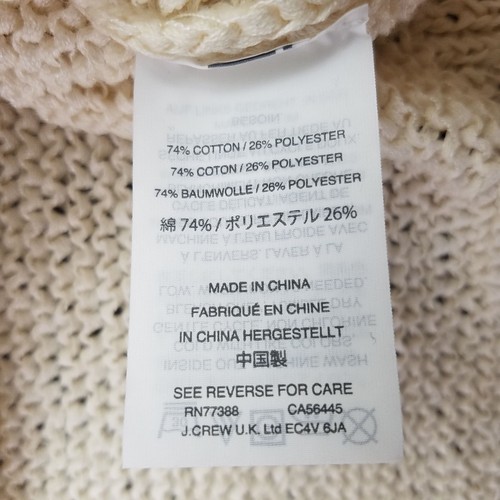 74% COTTON / 26% POLYESTER
74% COTON / 26% POLYESTER
74% BAUMWOLLE / 26% POLYESTER
綿 74% / ポリエステル 26%
MADE IN CHINA
FABRIQUÉ EN CHINE
IN CHINA HERGESTELLT
中国製
SEE REVERSE FOR CARE
RN77388 CA56445
J.CREW U.K. Ltd EC4V 6JA